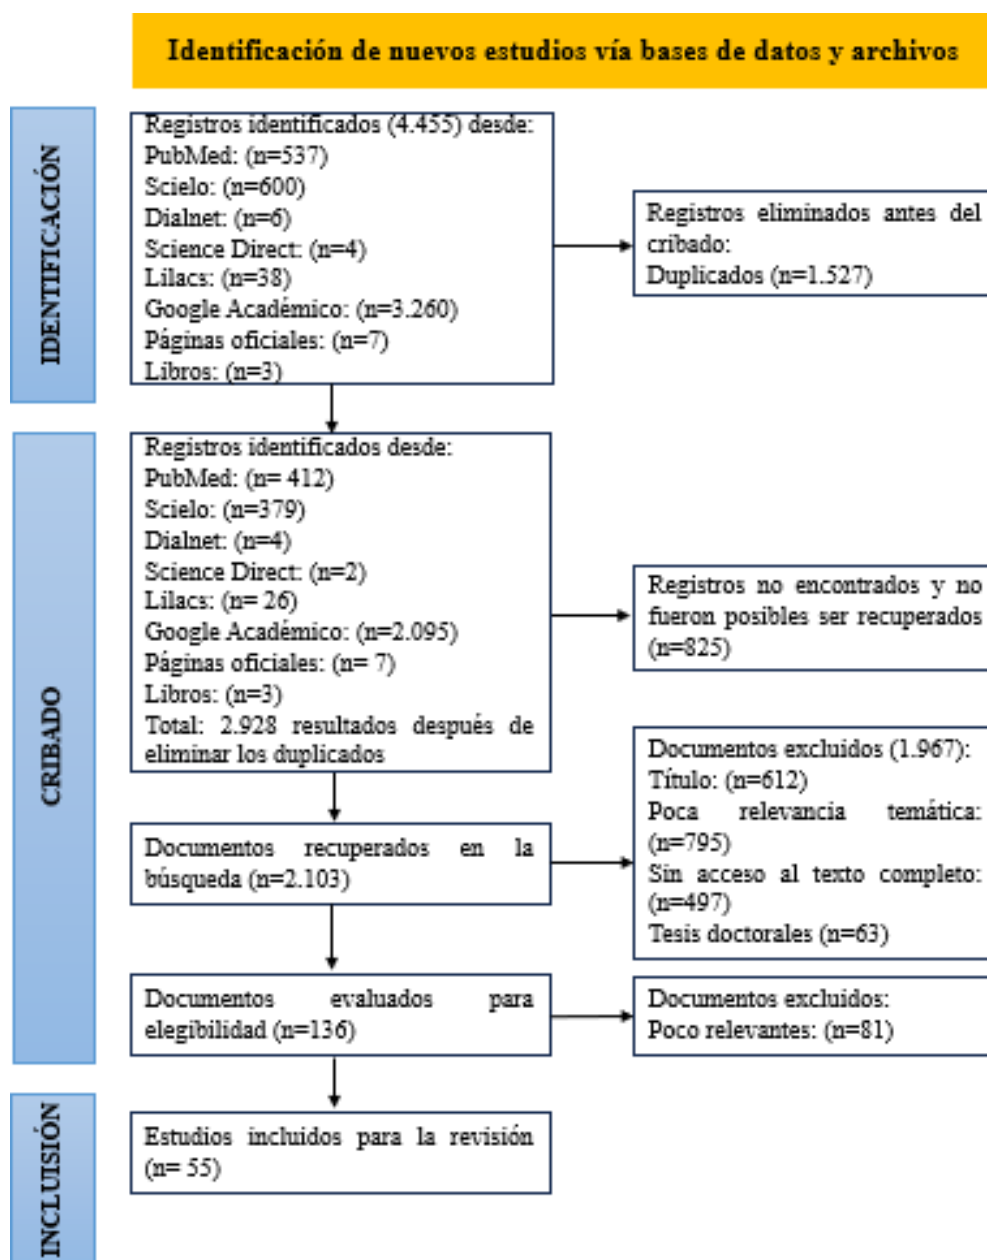 Identificación de nuevos estudios vía bases de datos y archivos
IDENTIFICACIÓN
Registros identificados (4.455) desde:
PubMed: (n=537)
Scielo: (n=600)
Dialnet: (n=6)
Science Direct: (n=4)
Lilacs: (n=38)
Google Académico: (n=3.260)
Páginas oficiales: (n=7)
Libros: (n=3)
Registros eliminados antes del
cribado:
Duplicados (n=1.527)
CRIBADO
Registros identificados desde:
PubMed: (n= 412)
Scielo: (n=379)
Dialnet: (n=4)
Science Direct: (n=2)
Lilacs: (n= 26)
Google Académico: (n=2.095)
Páginas oficiales: (n= 7)
Libros: (n=3)
Total: 2.928 resultados después de
eliminar los duplicados
Registros no encontrados y no
fueron posibles ser recuperados
(n=825)
Documentos recuperados en la
búsqueda (n=2.103)
Documentos excluidos (1.967):
Título: (n=612)
Poca relevancia temática:
(n=795)
Sin acceso al texto completo:
(n=497)
Tesis doctorales (n=63)
Documentos evaluados para
elegibilidad (n=136)
Documentos excluidos:
Poco relevantes: (n=81)
INCLUISIÓN
Estudios incluidos para la revisión
(n= 55)